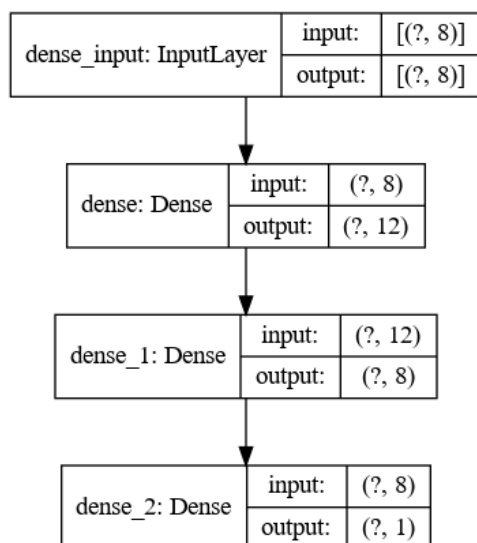 dense_input: InputLayer
input: [(?, 8)]
output: [(?, 8)]
dense: Dense
input: (?, 8)
output: (?, 12)
dense_1: Dense
input: (?, 12)
output: (?, 8)
dense_2: Dense
input: (?, 8)
output: (?, 1)